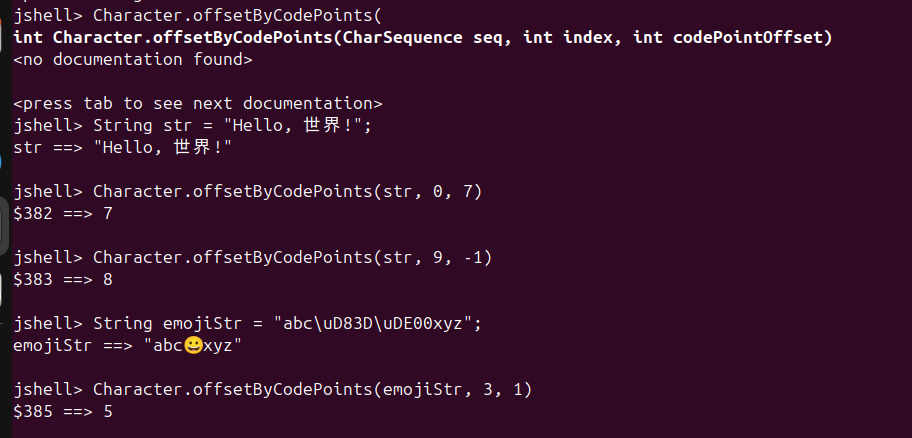 jshell> Character.offsetByCodePoints(
int Character.offsetByCodePoints(CharSequence seq, int index, int codePointOffset)
<no documentation found>
<press tab to see next documentation>
jshell> String str = "Hello, 世界!";
str ==> "Hello, 世界!"
jshell> Character.offsetByCodePoints(str, 0, 7)
$382 ==> 7
jshell> Character.offsetByCodePoints(str, 9, -1)
$383 ==> 8
jshell> String emojiStr = "abc\uD83D\uDE00xyz";
emojiStr ==> "abc😀xyz"
jshell> Character.offsetByCodePoints(emojiStr, 3, 1)
$385 ==> 5